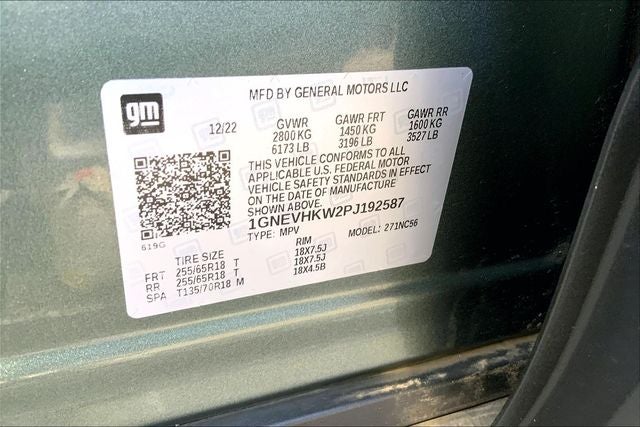 gm
MFD BY GENERAL MOTORS LLC
12/22 GVWR GAWR FRT GAWR RR
2800 KG 1450 KG 1600 KG
6173 LB 3196 LB 3527 LB
THIS VEHICLE CONFORMS TO ALL
APPLICABLE U.S. FEDERAL MOTOR
VEHICLE SAFETY STANDARDS IN EFFECT
ON THE DATE OF MANUFACTURE
SHOWN ABOVE.
1GNEVHKW2PJ192587
619G TYPE: MPV MODEL: 271NC56
TIRE SIZE RIM
FRT 255/65R18 T 18X7.5J
RR 255/65R18 T 18X7.5J
SPA T135/70R18 M 18X4.5B